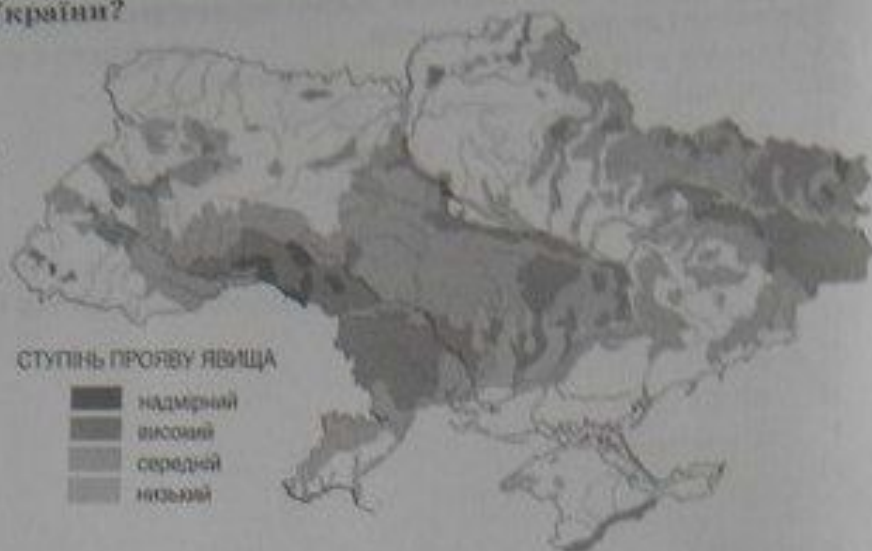 України?
СТУПІНЬ ПРОЯВУ ЯВИЩА
надмірний
високий
середній
низький